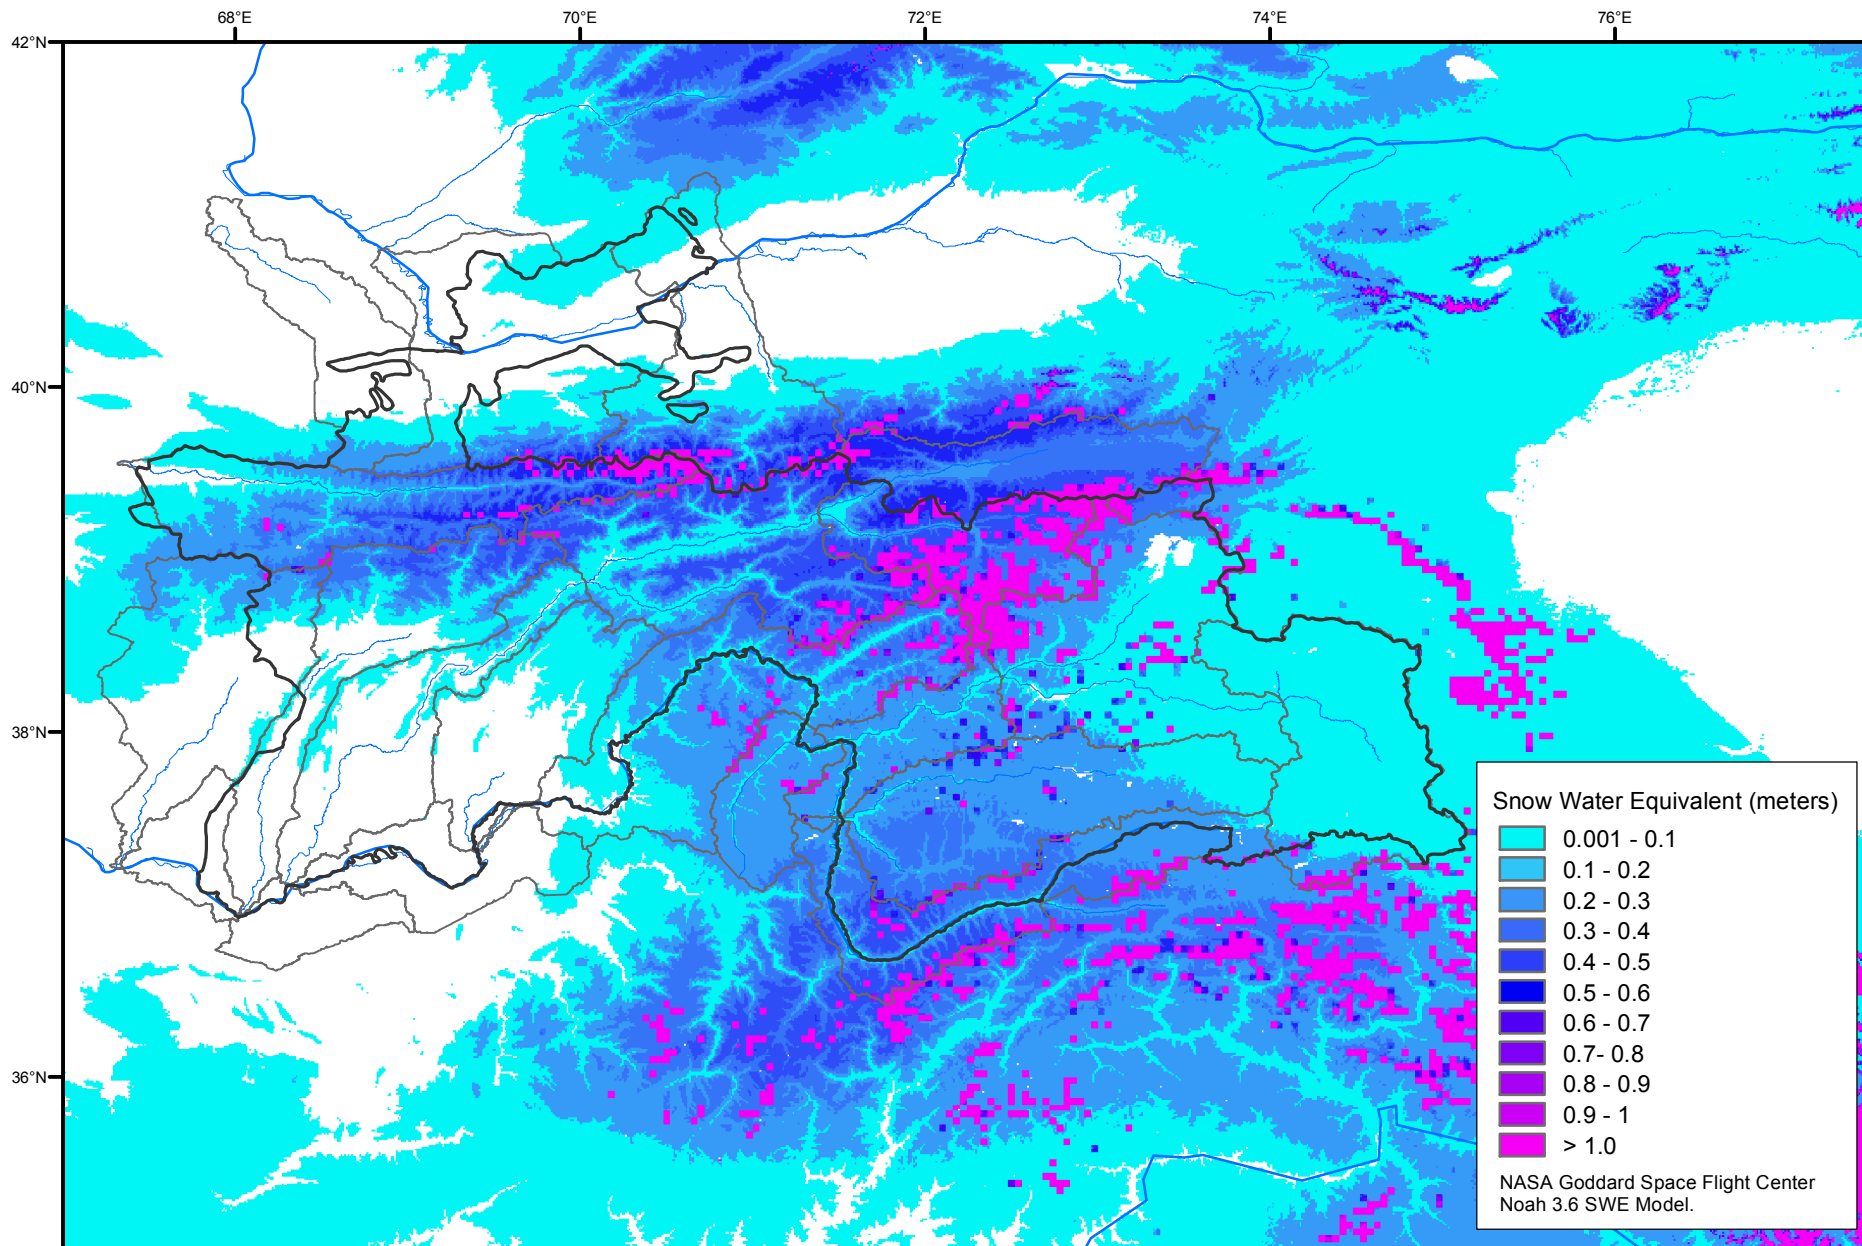 68°E
70°E
72°E
74°E
76°E
42°N
40°N
38°N
36°N
Snow Water Equivalent (meters)
0.001 - 0.1
0.1 - 0.2
0.2 - 0.3
0.3 - 0.4
0.4 - 0.5
0.5 - 0.6
0.6 - 0.7
0.7- 0.8
0.8 - 0.9
0.9 - 1
> 1.0
NASA Goddard Space Flight Center
Noah 3.6 SWE Model.